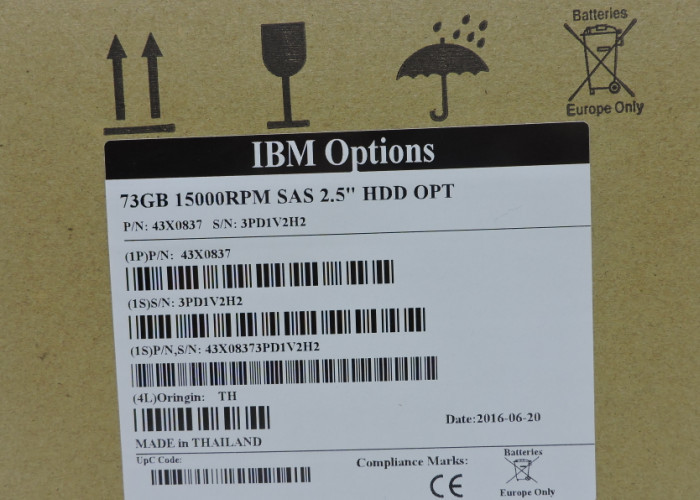 Batteries
Europe Only
IBM Options
73GB 15000RPM SAS 2.5" HDD OPT
P/N: 43X0837 S/N: 3PD1V2H2
(1P)P/N: 43X0837
(1S)S/N: 3PD1V2H2
(1S)P/N,S/N: 43X08373PD1V2H2
(4L)Oringin: TH
Date:2016-06-20
MADE in THAILAND
UpC Code:
Compliance Marks:
CE
Batteries
Europe Only